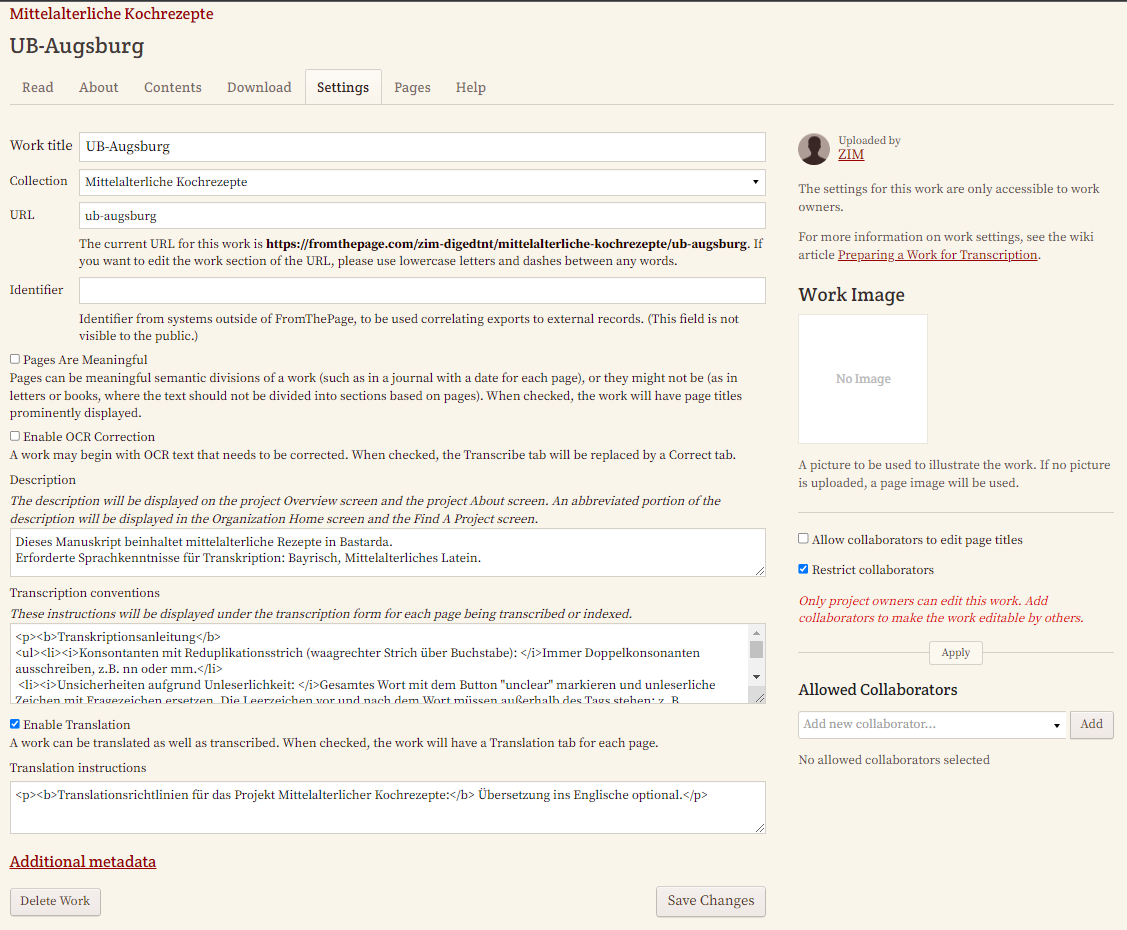 Mittelalterliche Kochrezepte
UB-Augsburg
Read About Contents Download Settings Pages Help
Work title UB-Augsburg
Collection Mittelalterliche Kochrezepte
URL ub-augsburg
The current URL for this work is https://fromthepage.com/zim-digedtnt/mittelalterliche-kochrezepte/ub-augsburg. If
you want to edit the work section of the URL, please use lowercase letters and dashes between any words.
Identifier
Identifier from systems outside of FromThePage, to be used correlating exports to external records. (This field is not
visible to the public.)
Pages Are Meaningful
Pages can be meaningful semantic divisions of a work (such as in a journal with a date for each page), or they might not be (as in
letters or books, where the text should not be divided into sections based on pages). When checked, the work will have page titles
prominently displayed.
Enable OCR Correction
A work may begin with OCR text that needs to be corrected. When checked, the Transcribe tab will be replaced by a Correct tab.
Description
The description will be displayed on the project Overview screen and the project About screen. An abbreviated portion of the
description will be displayed in the Organization Home screen and the Find A Project screen.
Dieses Manuskript beinhaltet mittelalterliche Rezepte in Bastarda.
Erforderte Sprachkenntnisse für Transkription: Bayrisch, Mittelalterliches Latein.
Transcription conventions
These instructions will be displayed under the transcription form for each page being transcribed or indexed.
<p><b>Transkriptionsanleitung</b>
<ul><li><i>Konsontanten mit Reduplikationsstrich (waagrechter Strich über Buchstabe): </i>Immer Doppelkonsonanten
ausschreiben, z.B. nn oder mm.</li>
<li><i>Unsicherheiten aufgrund Unleserlichkeit: </i>Gesamtes Wort mit dem Button "unclear" markieren und unleserliche
Zeichen mit Fragezeichen ersetzen. Die Leerzeichen vor und nach dem Wort müssen außerhalb des Tags stehen: z. B.
Enable Translation
A work can be translated as well as transcribed. When checked, the work will have a Translation tab for each page.
Translation instructions
<p><b>Translationsrichtlinien für das Projekt Mittelalterlicher Kochrezepte:</b> Übersetzung ins Englische optional.</p>
Additional metadata
Delete Work
Save Changes
Uploaded by
ZIM
The settings for this work are only accessible to work
owners.
For more information on work settings, see the wiki
article Preparing a Work for Transcription.
Work Image
No Image
A picture to be used to illustrate the work. If no picture
is uploaded, a page image will be used.
Allow collaborators to edit page titles
Restrict collaborators
Only project owners can edit this work. Add
collaborators to make the work editable by others.
Apply
Allowed Collaborators
Add new collaborator... Add
No allowed collaborators selected